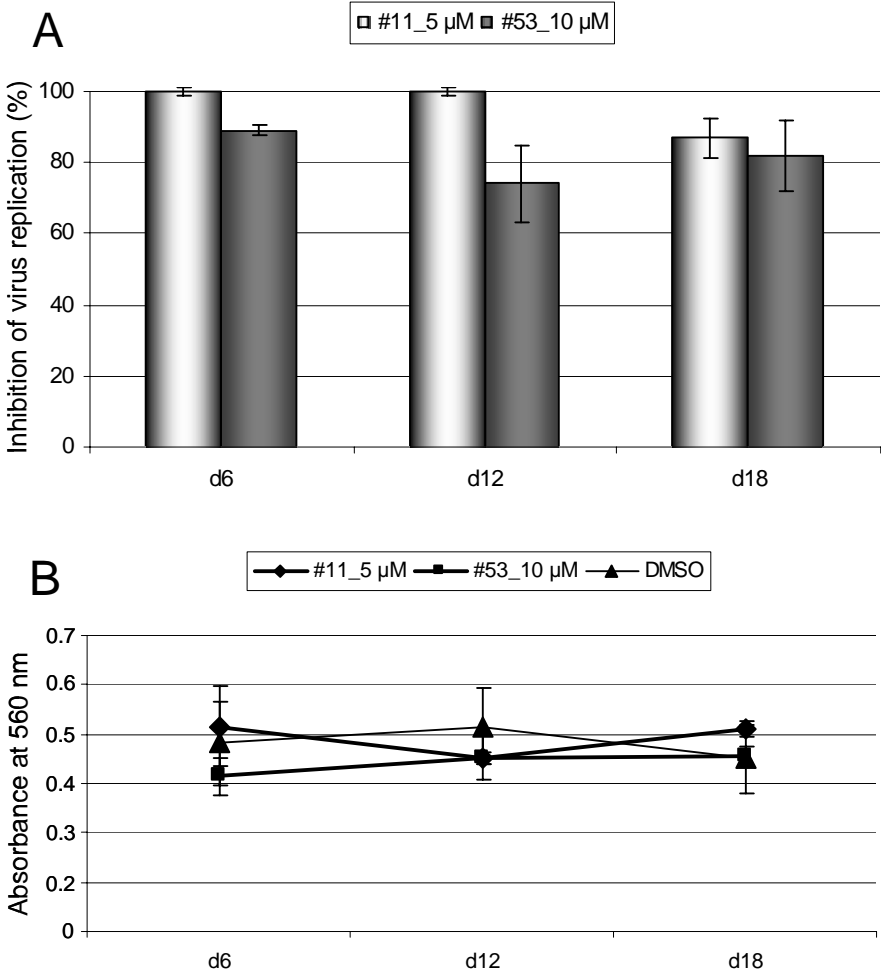 A
#11_5 µM #53_10 µM
Inhibition of virus replication (%)
100
80
60
40
20
0
d6 d12 d18
B
#11_5 µM #53_10 µM DMSO
Absorbance at 560 nm
0.7
0.6
0.5
0.4
0.3
0.2
0
d6 d12 d18